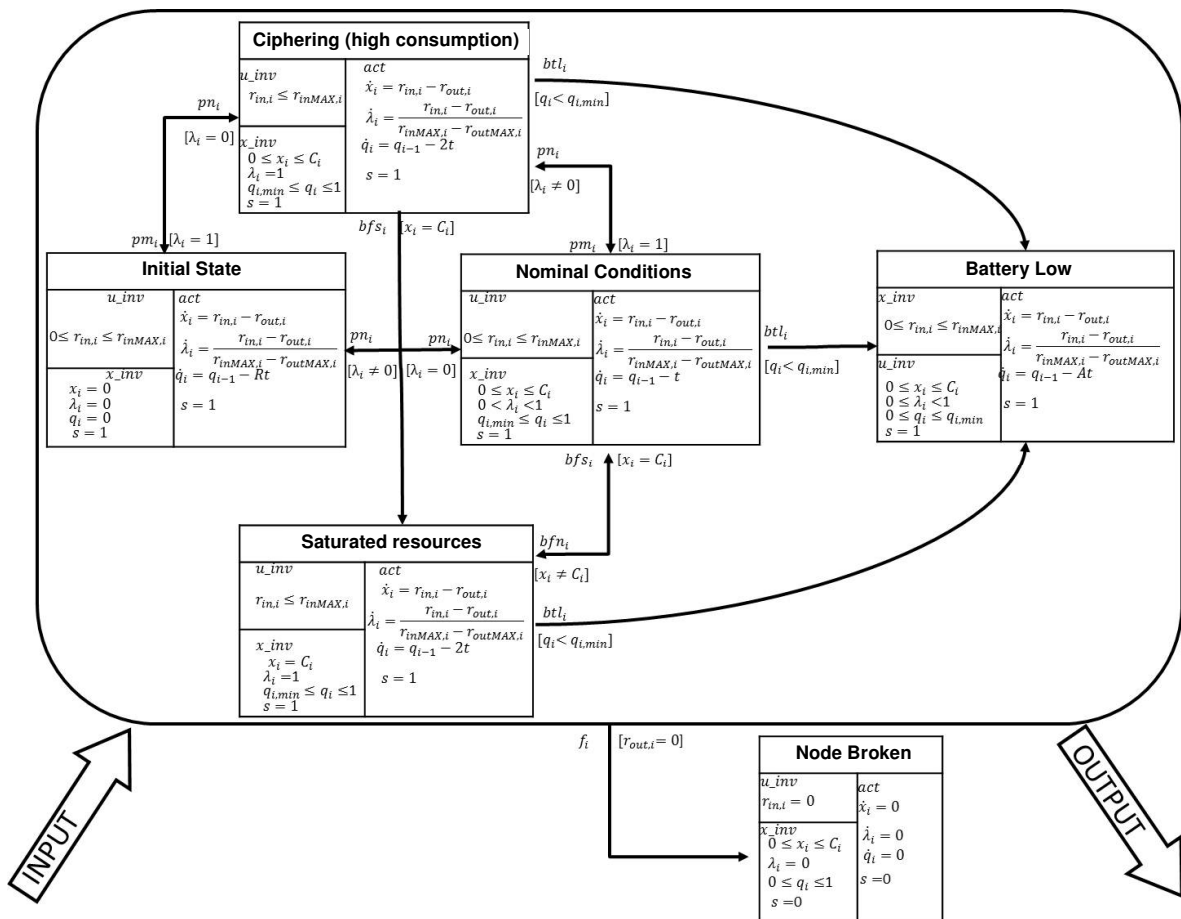 Ciphering (high consumption)
u_inv
r_{in,i} ≤ r_{inMAX,i}
x_inv
0 ≤ x_i ≤ C_i
λ_i =1
q_{i,min} ≤ q_i ≤1
s = 1
act
ẋ_i = r_{in,i} − r_{out,i}
λ̇_i = (r_{in,i} − r_{out,i})/(r_{inMAX,i} − r_{outMAX,i})
q̇_i = q_{i−1} − 2t
s = 1
btl_i
[q_i< q_{i,min}]
pn_i
[λ_i = 0]
pn_i
[λ_i ≠ 0]
bfs_i [x_i = C_i]
pm_i [λ_i = 1]
pm_i [λ_i = 1]
Initial State
u_inv
0≤ r_{in,i} ≤ r_{inMAX,i}
x_inv
x_i = 0
λ_i = 0
q_i = 0
s = 1
act
ẋ_i = r_{in,i} − r_{out,i}
λ̇_i = (r_{in,i} − r_{out,i})/(r_{inMAX,i} − r_{outMAX,i})
q̇_i = q_{i−1} − Rt
s = 1
pn_i
[λ_i ≠ 0]
pn_i
[λ_i = 0]
Nominal Conditions
u_inv
0≤ r_{in,i} ≤ r_{inMAX,i}
x_inv
0 ≤ x_i ≤ C_i
0 < λ_i <1
q_{i,min} ≤ q_i ≤1
s = 1
act
ẋ_i = r_{in,i} − r_{out,i}
λ̇_i = (r_{in,i} − r_{out,i})/(r_{inMAX,i} − r_{outMAX,i})
q̇_i = q_{i−1} − t
s = 1
btl_i
[q_i< q_{i,min}]
Battery Low
x_inv
0≤ r_{in,i} ≤ r_{inMAX,i}
u_inv
0 ≤ x_i ≤ C_i
0 ≤ λ_i <1
0 ≤ q_i ≤ q_{i,min}
s = 1
act
ẋ_i = r_{in,i} − r_{out,i}
λ̇_i = (r_{in,i} − r_{out,i})/(r_{inMAX,i} − r_{outMAX,i})
q̇_i = q_{i−1} − At
s = 1
bfs_i [x_i = C_i]
bfn_i
[x_i ≠ C_i]
Saturated resources
u_inv
r_{in,i} ≤ r_{inMAX,i}
x_inv
x_i = C_i
λ_i =1
q_{i,min} ≤ q_i ≤1
s = 1
act
ẋ_i = r_{in,i} − r_{out,i}
λ̇_i = (r_{in,i} − r_{out,i})/(r_{inMAX,i} − r_{outMAX,i})
q̇_i = q_{i−1} − 2t
s = 1
btl_i
[q_i< q_{i,min}]
f_i [r_{out,i}= 0]
Node Broken
u_inv
r_{in,i} = 0
x_inv
0 ≤ x_i ≤ C_i
λ_i = 0
0 ≤ q_i ≤1
s =0
act
ẋ_i = 0
λ̇_i = 0
q̇_i = 0
s =0
INPUT
OUTPUT